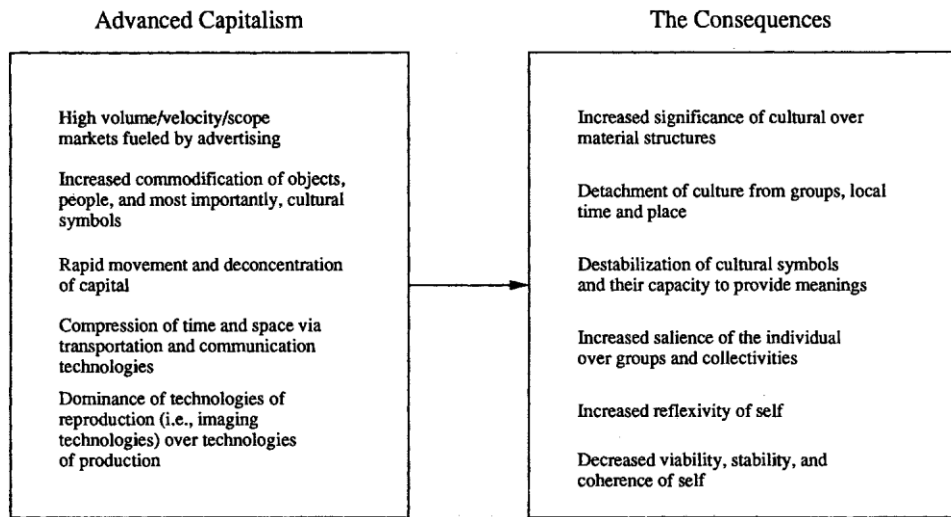 Advanced Capitalism
High volume/velocity/scope
markets fueled by advertising
Increased commodification of objects,
people, and most importantly, cultural
symbols
Rapid movement and deconcentration
of capital
Compression of time and space via
transportation and communication
technologies
Dominance of technologies of
reproduction (i.e., imaging
technologies) over technologies
of production
The Consequences
Increased significance of cultural over
material structures
Detachment of culture from groups, local
time and place
Destabilization of cultural symbols
and their capacity to provide meanings
Increased salience of the individual
over groups and collectivities
Increased reflexivity of self
Decreased viability, stability, and
coherence of self